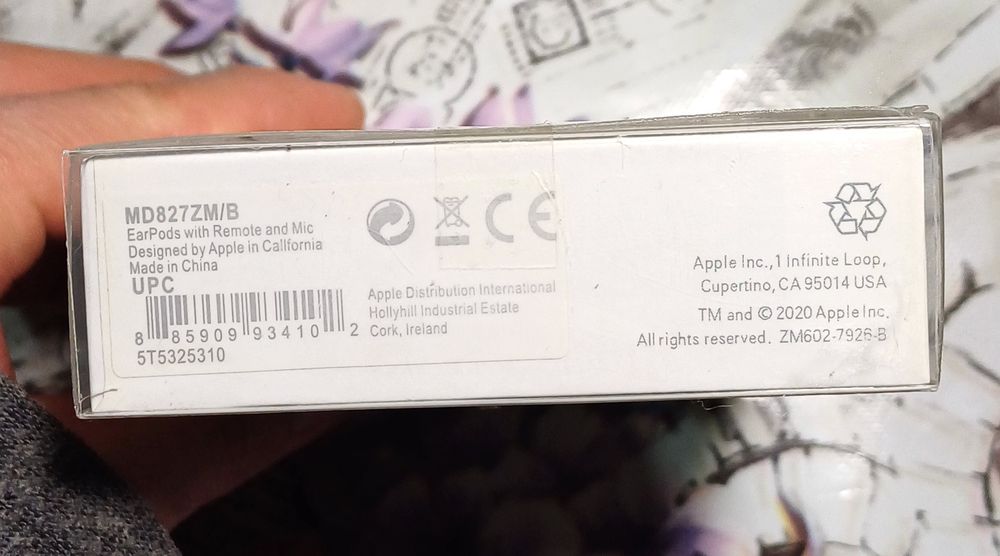 MD827ZM/B
EarPods with Remote and Mic
Designed by Apple in Callfornia
Made in China
UPC
8 85909 93410 2
5T5325310
CE
Apple Distribution International
Hollyhill Industrial Estate
Cork, Ireland
Apple Inc.,1 Infinite Loop,
Cupertino, CA 95014 USA
TM and © 2020 Apple Inc.
All rights reserved. ZM602-7926-B